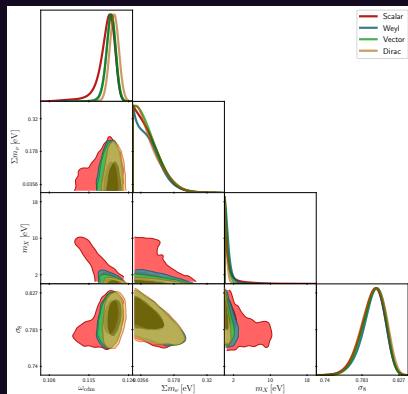 Scalar
Weyl
Vector
Dirac
Σmν [eV]
0.32
0.178
0.0356
mX [eV]
18
10
2
σ8
0.827
0.783
0.74
0.106 0.115 0.124
ωcdm
0.0356 0.178 0.32
Σmν [eV]
2 10 18
mX [eV]
0.74 0.783 0.827
σ8